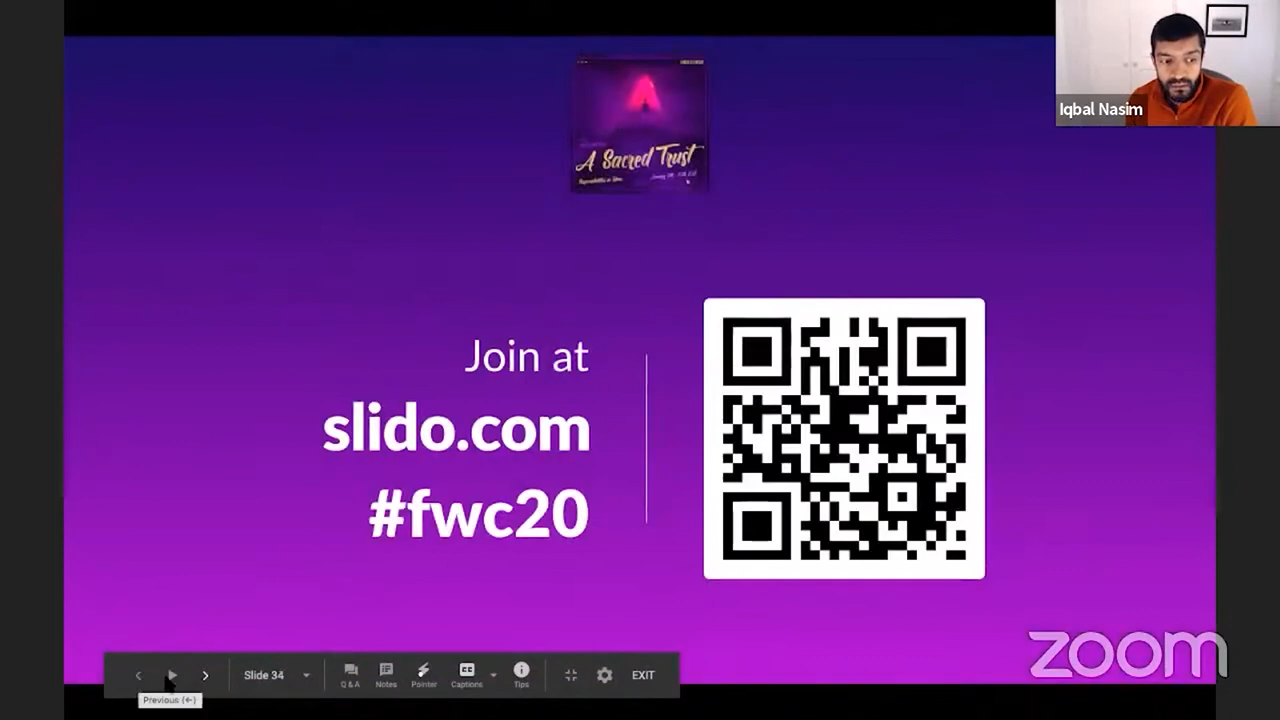 A Sacred Trust
Iqbal Nasim
Join at
slido.com
#fwc20
zoom
Slide 34
Q & A
Notes
Pointer
Captions
Tips
EXIT
Previous (←)